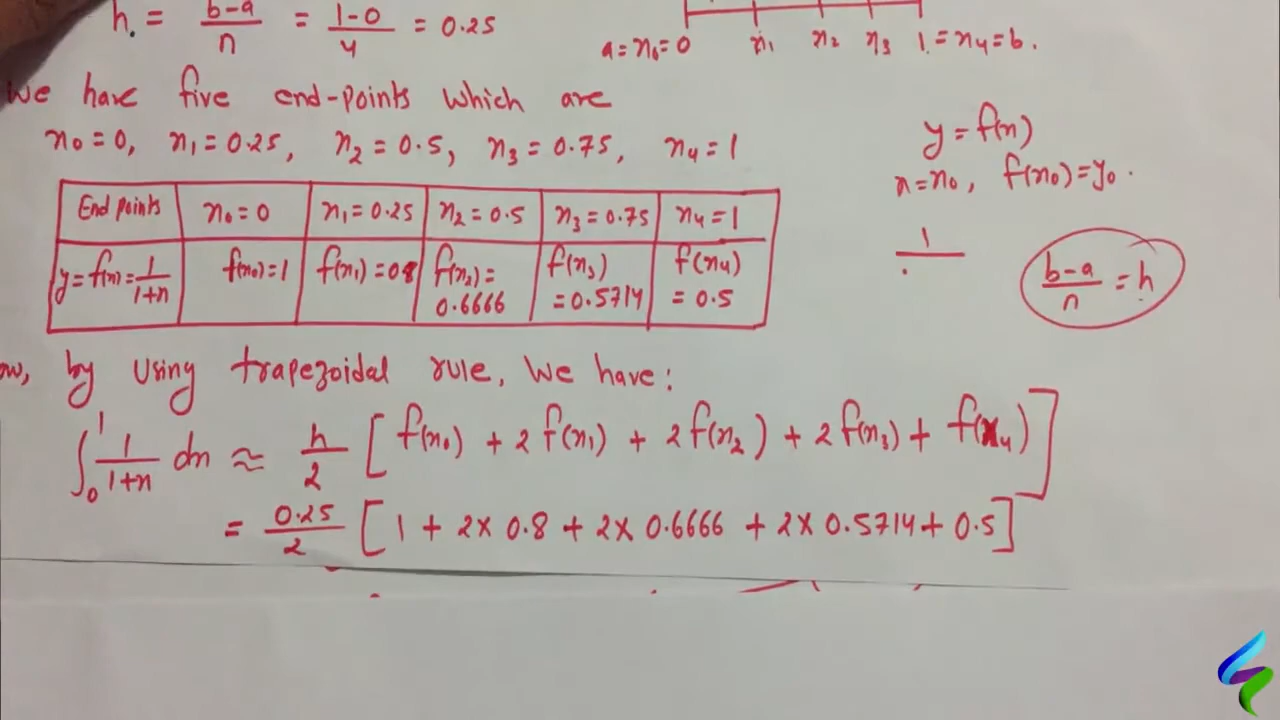 h = b-a/n = 1-0/4 = 0.25
a=x₀=0 x₁ x₂ x₃ 1=x₄=b.
We have five end-points which are
x₀=0, x₁=0.25, x₂=0.5, x₃=0.75, x₄=1
y=f(x)
x=x₀, f(x₀)=y₀.
End points x₀=0 x₁=0.25 x₂=0.5 x₃=0.75 x₄=1
y=f(x)=1/1+x f(x₀)=1 f(x₁)=0.8 f(x₂)=0.6666 f(x₃)=0.5714 f(x₄)=0.5
1
b-a/n = h
ow, by using trapezoidal rule, we have:
∫₀¹ 1/1+x dx ≈ h/2 [f(x₀) + 2f(x₁) + 2f(x₂) + 2f(x₃) + f(x₄)]
= 0.25/2 [1 + 2×0.8 + 2×0.6666 + 2×0.5714 + 0.5]